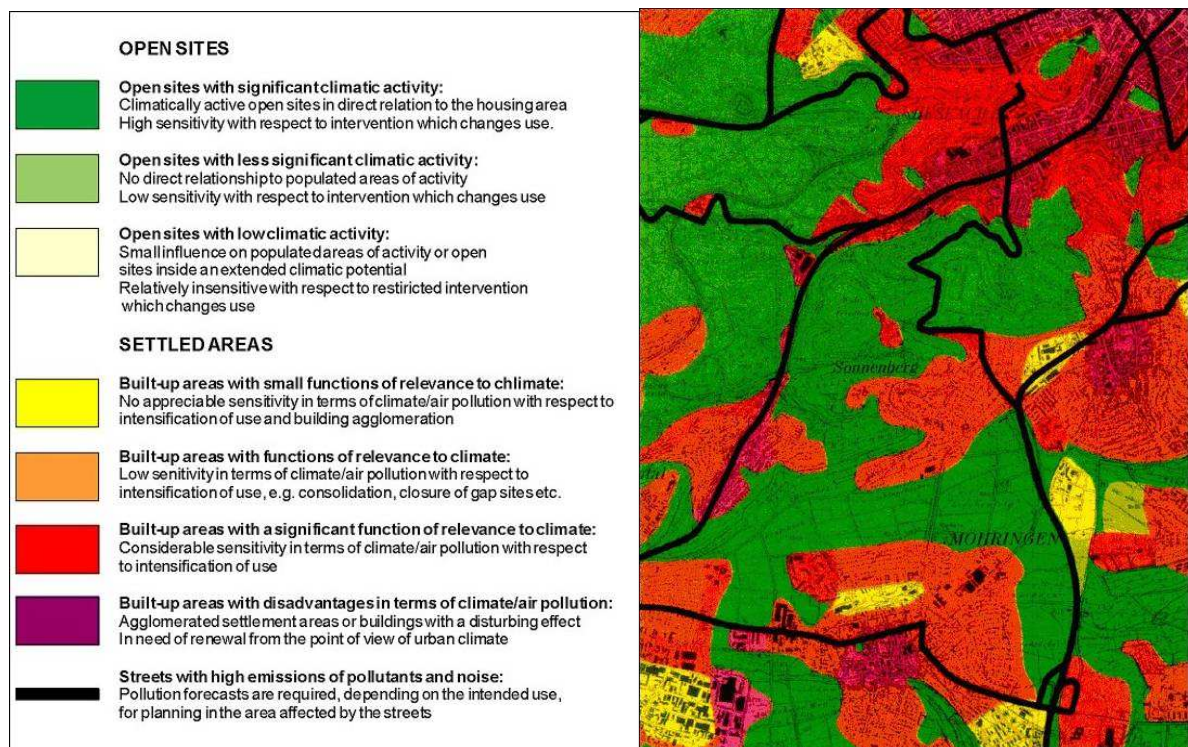 OPEN SITES
Open sites with significant climatic activity:
Climatically active open sites in direct relation to the housing area
High sensitivity with respect to intervention which changes use.
Open sites with less significant climatic activity:
No direct relationship to populated areas of activity
Low sensitivity with respect to intervention which changes use
Open sites with low climatic activity:
Small influence on populated areas of activity or open
sites inside an extended climatic potential
Relatively insensitive with respect to restiricted intervention
which changes use
SETTLED AREAS
Built-up areas with small functions of relevance to chlimate:
No appreciable sensitivity in terms of climate/air pollution with respect to
intensification of use and building agglomeration
Built-up areas with functions of relevance to climate:
Low senitivity in terms of climate/air pollution with respect to
intensification of use, e.g. consolidation, closure of gap sites etc.
Built-up areas with a significant function of relevance to climate:
Considerable sensitivity in terms of climate/air pollution with respect
to intensification of use
Built-up areas with disadvantages in terms of climate/air pollution:
Agglomerated settlement areas or buildings with a disturbing effect
In need of renewal from the point of view of urban climate
Streets with high emissions of pollutants and noise:
Pollution forecasts are required, depending on the intended use,
for planning in the area affected by the streets
Sonnenberg
MÖHRINGEN